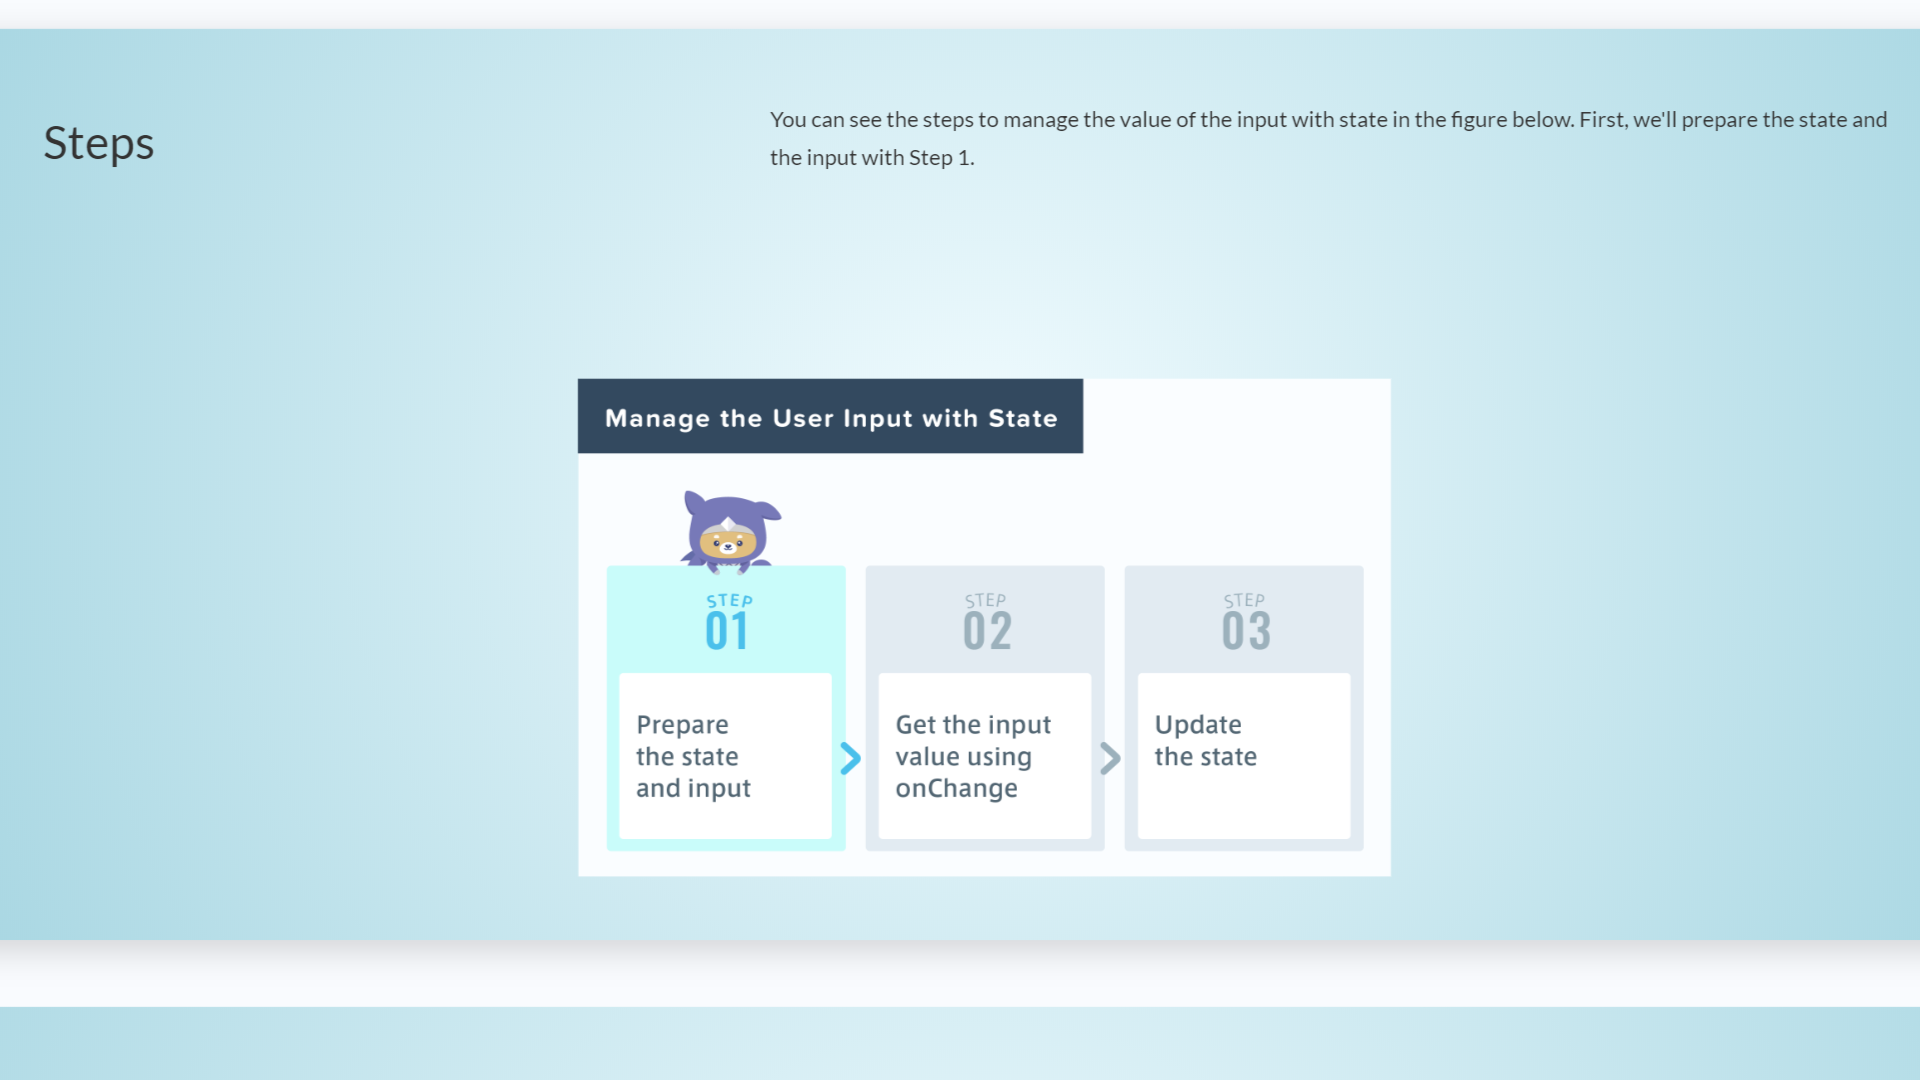 Steps
You can see the steps to manage the value of the input with state in the figure below. First, we'll prepare the state and
the input with Step 1.
Manage the User Input with State
STEP
01
Prepare
the state
and input
STEP
02
Get the input
value using
onChange
STEP
03
Update
the state